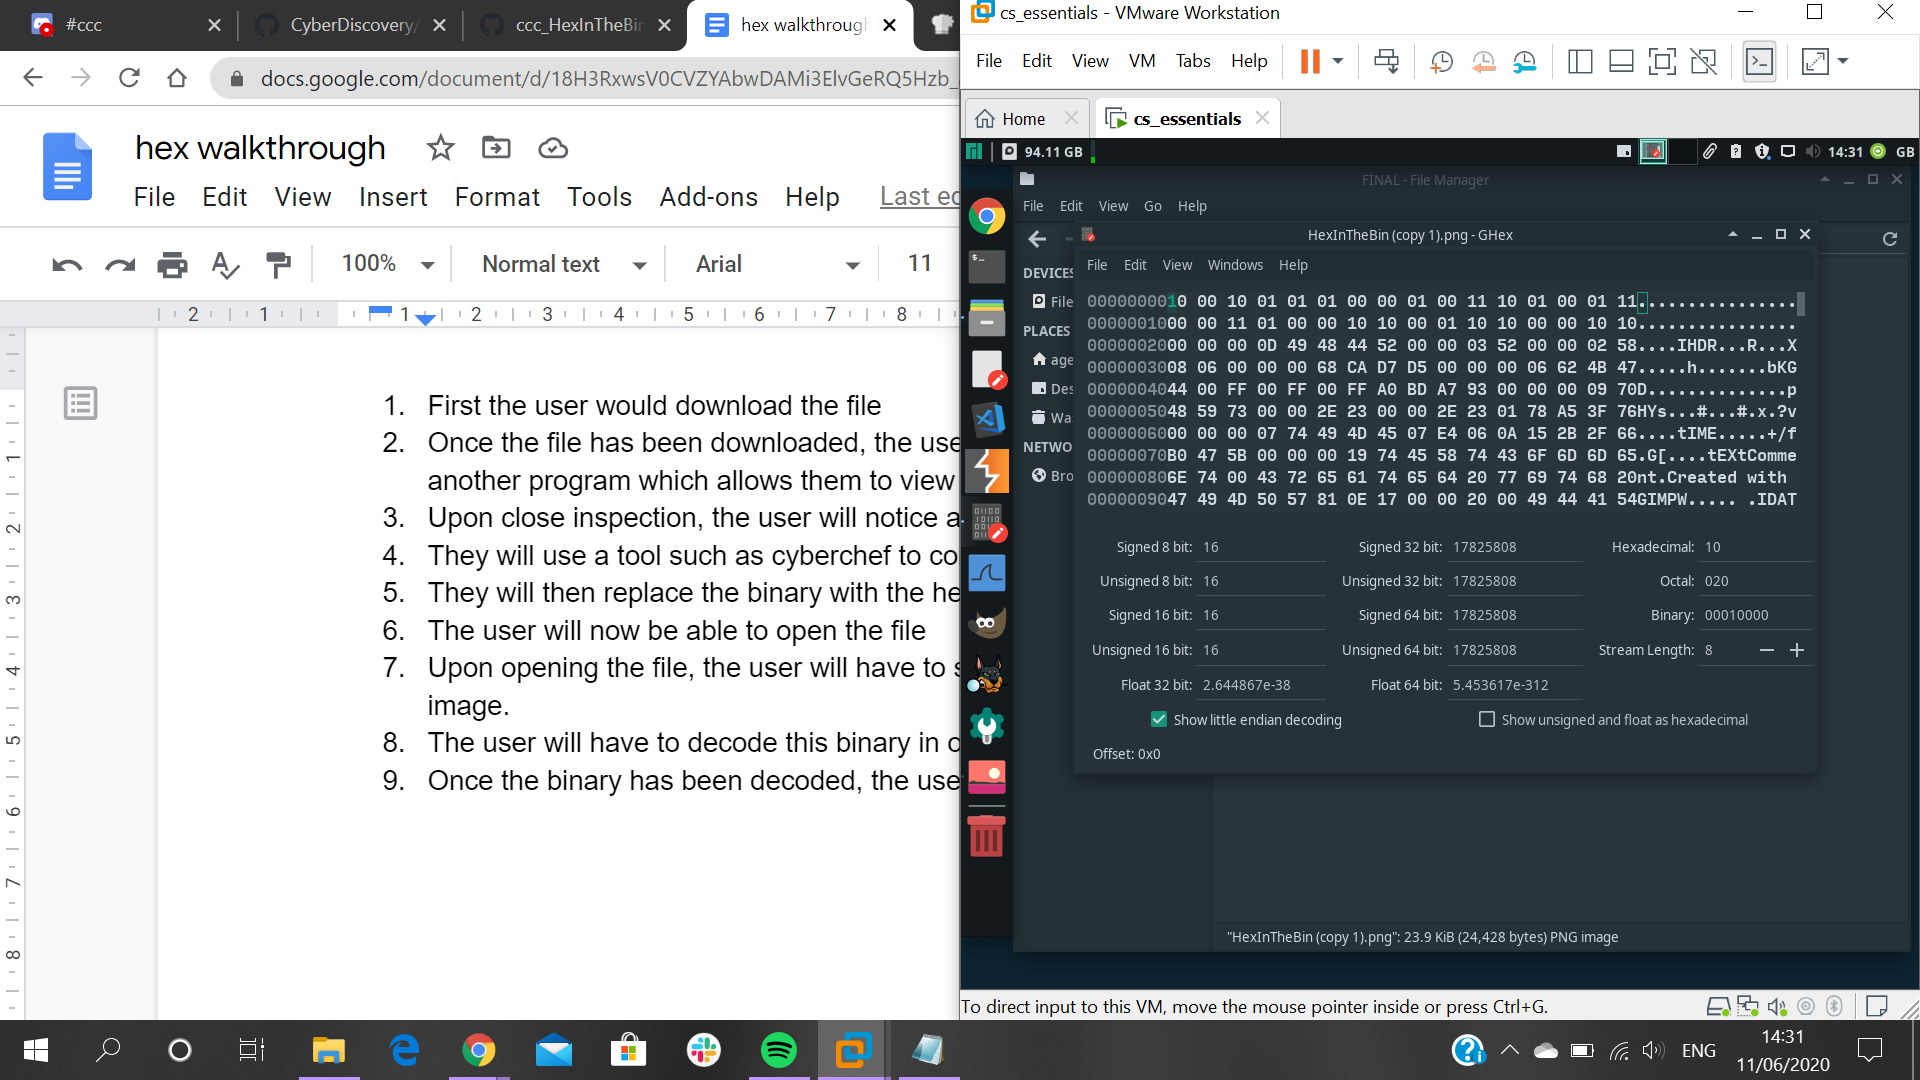 #ccc
CyberDiscovery/
ccc_HexInTheBin
hex walkthrough
docs.google.com/document/d/18H3RxwsV0CVZYAbwDAMi3ElvGeRQ5Hzb_
hex walkthrough
File Edit View Insert Format Tools Add-ons Help Last ed
100% Normal text Arial 11
2 1 1 2 3 4 5 6 7 8
1
2
3
4
5
6
7
8
1. First the user would download the file
2. Once the file has been downloaded, the use
another program which allows them to view
3. Upon close inspection, the user will notice a
4. They will use a tool such as cyberchef to co
5. They will then replace the binary with the he
6. The user will now be able to open the file
7. Upon opening the file, the user will have to s
image.
8. The user will have to decode this binary in o
9. Once the binary has been decoded, the use
cs_essentials - VMware Workstation
File Edit View VM Tabs Help
Home cs_essentials
94.11 GB 14:31 GB
FINAL - File Manager
File Edit View Go Help
DEVICES
File
PLACES
age
Des
Wa
NETWO
Bro
HexInTheBin (copy 1).png - GHex
File Edit View Windows Help
0000000010 00 10 01 01 01 00 00 01 00 11 10 01 00 01 11................
0000001000 00 11 01 00 00 10 10 00 01 10 10 00 00 10 10................
0000002000 00 00 0D 49 48 44 52 00 00 03 52 00 00 02 58....IHDR...R...X
0000003008 06 00 00 00 68 CA D7 D5 00 00 00 06 62 4B 47.....h.......bKG
0000004044 00 FF 00 FF 00 FF A0 BD A7 93 00 00 00 09 70D..............p
0000005048 59 73 00 00 2E 23 00 00 2E 23 01 78 A5 3F 76HYs...#...#.x.?v
0000006000 00 00 07 74 49 4D 45 07 E4 06 0A 15 2B 2F 66....tIME.....+/f
00000070B0 47 5B 00 00 00 19 74 45 58 74 43 6F 6D 6D 65.G[....tEXtComme
000000806E 74 00 43 72 65 61 74 65 64 20 77 69 74 68 20nt.Created with
0000009047 49 4D 50 57 81 0E 17 00 00 20 00 49 44 41 54GIMPW..... .IDAT
Signed 8 bit: 16 Signed 32 bit: 17825808 Hexadecimal: 10
Unsigned 8 bit: 16 Unsigned 32 bit: 17825808 Octal: 020
Signed 16 bit: 16 Signed 64 bit: 17825808 Binary: 00010000
Unsigned 16 bit: 16 Unsigned 64 bit: 17825808 Stream Length: 8
Float 32 bit: 2.644867e-38 Float 64 bit: 5.453617e-312
Show little endian decoding Show unsigned and float as hexadecimal
Offset: 0x0
"HexInTheBin (copy 1).png": 23.9 KiB (24,428 bytes) PNG image
To direct input to this VM, move the mouse pointer inside or press Ctrl+G.
ENG
14:31
11/06/2020